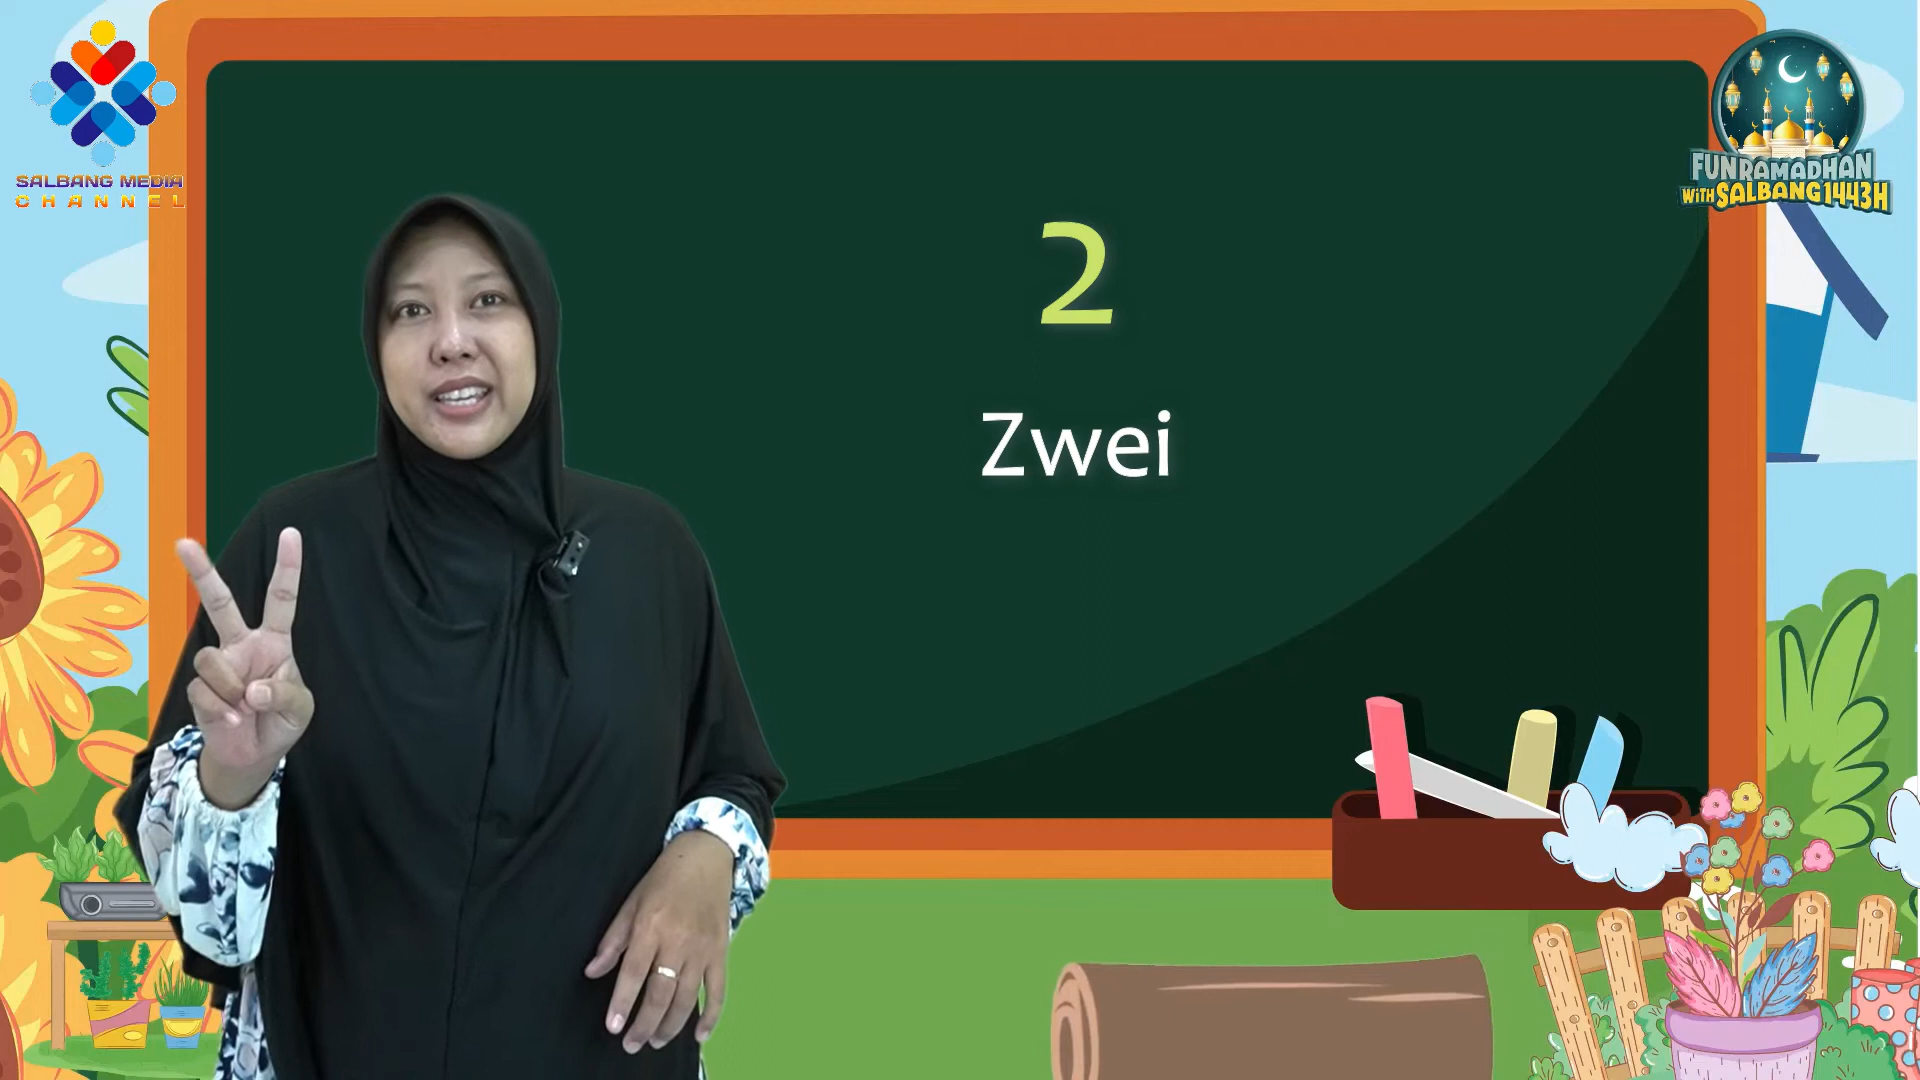 SALBANG MEDIA
CHANNEL
FUNRAMADHAN
WITH SALBANG 1443H
2
Zwei